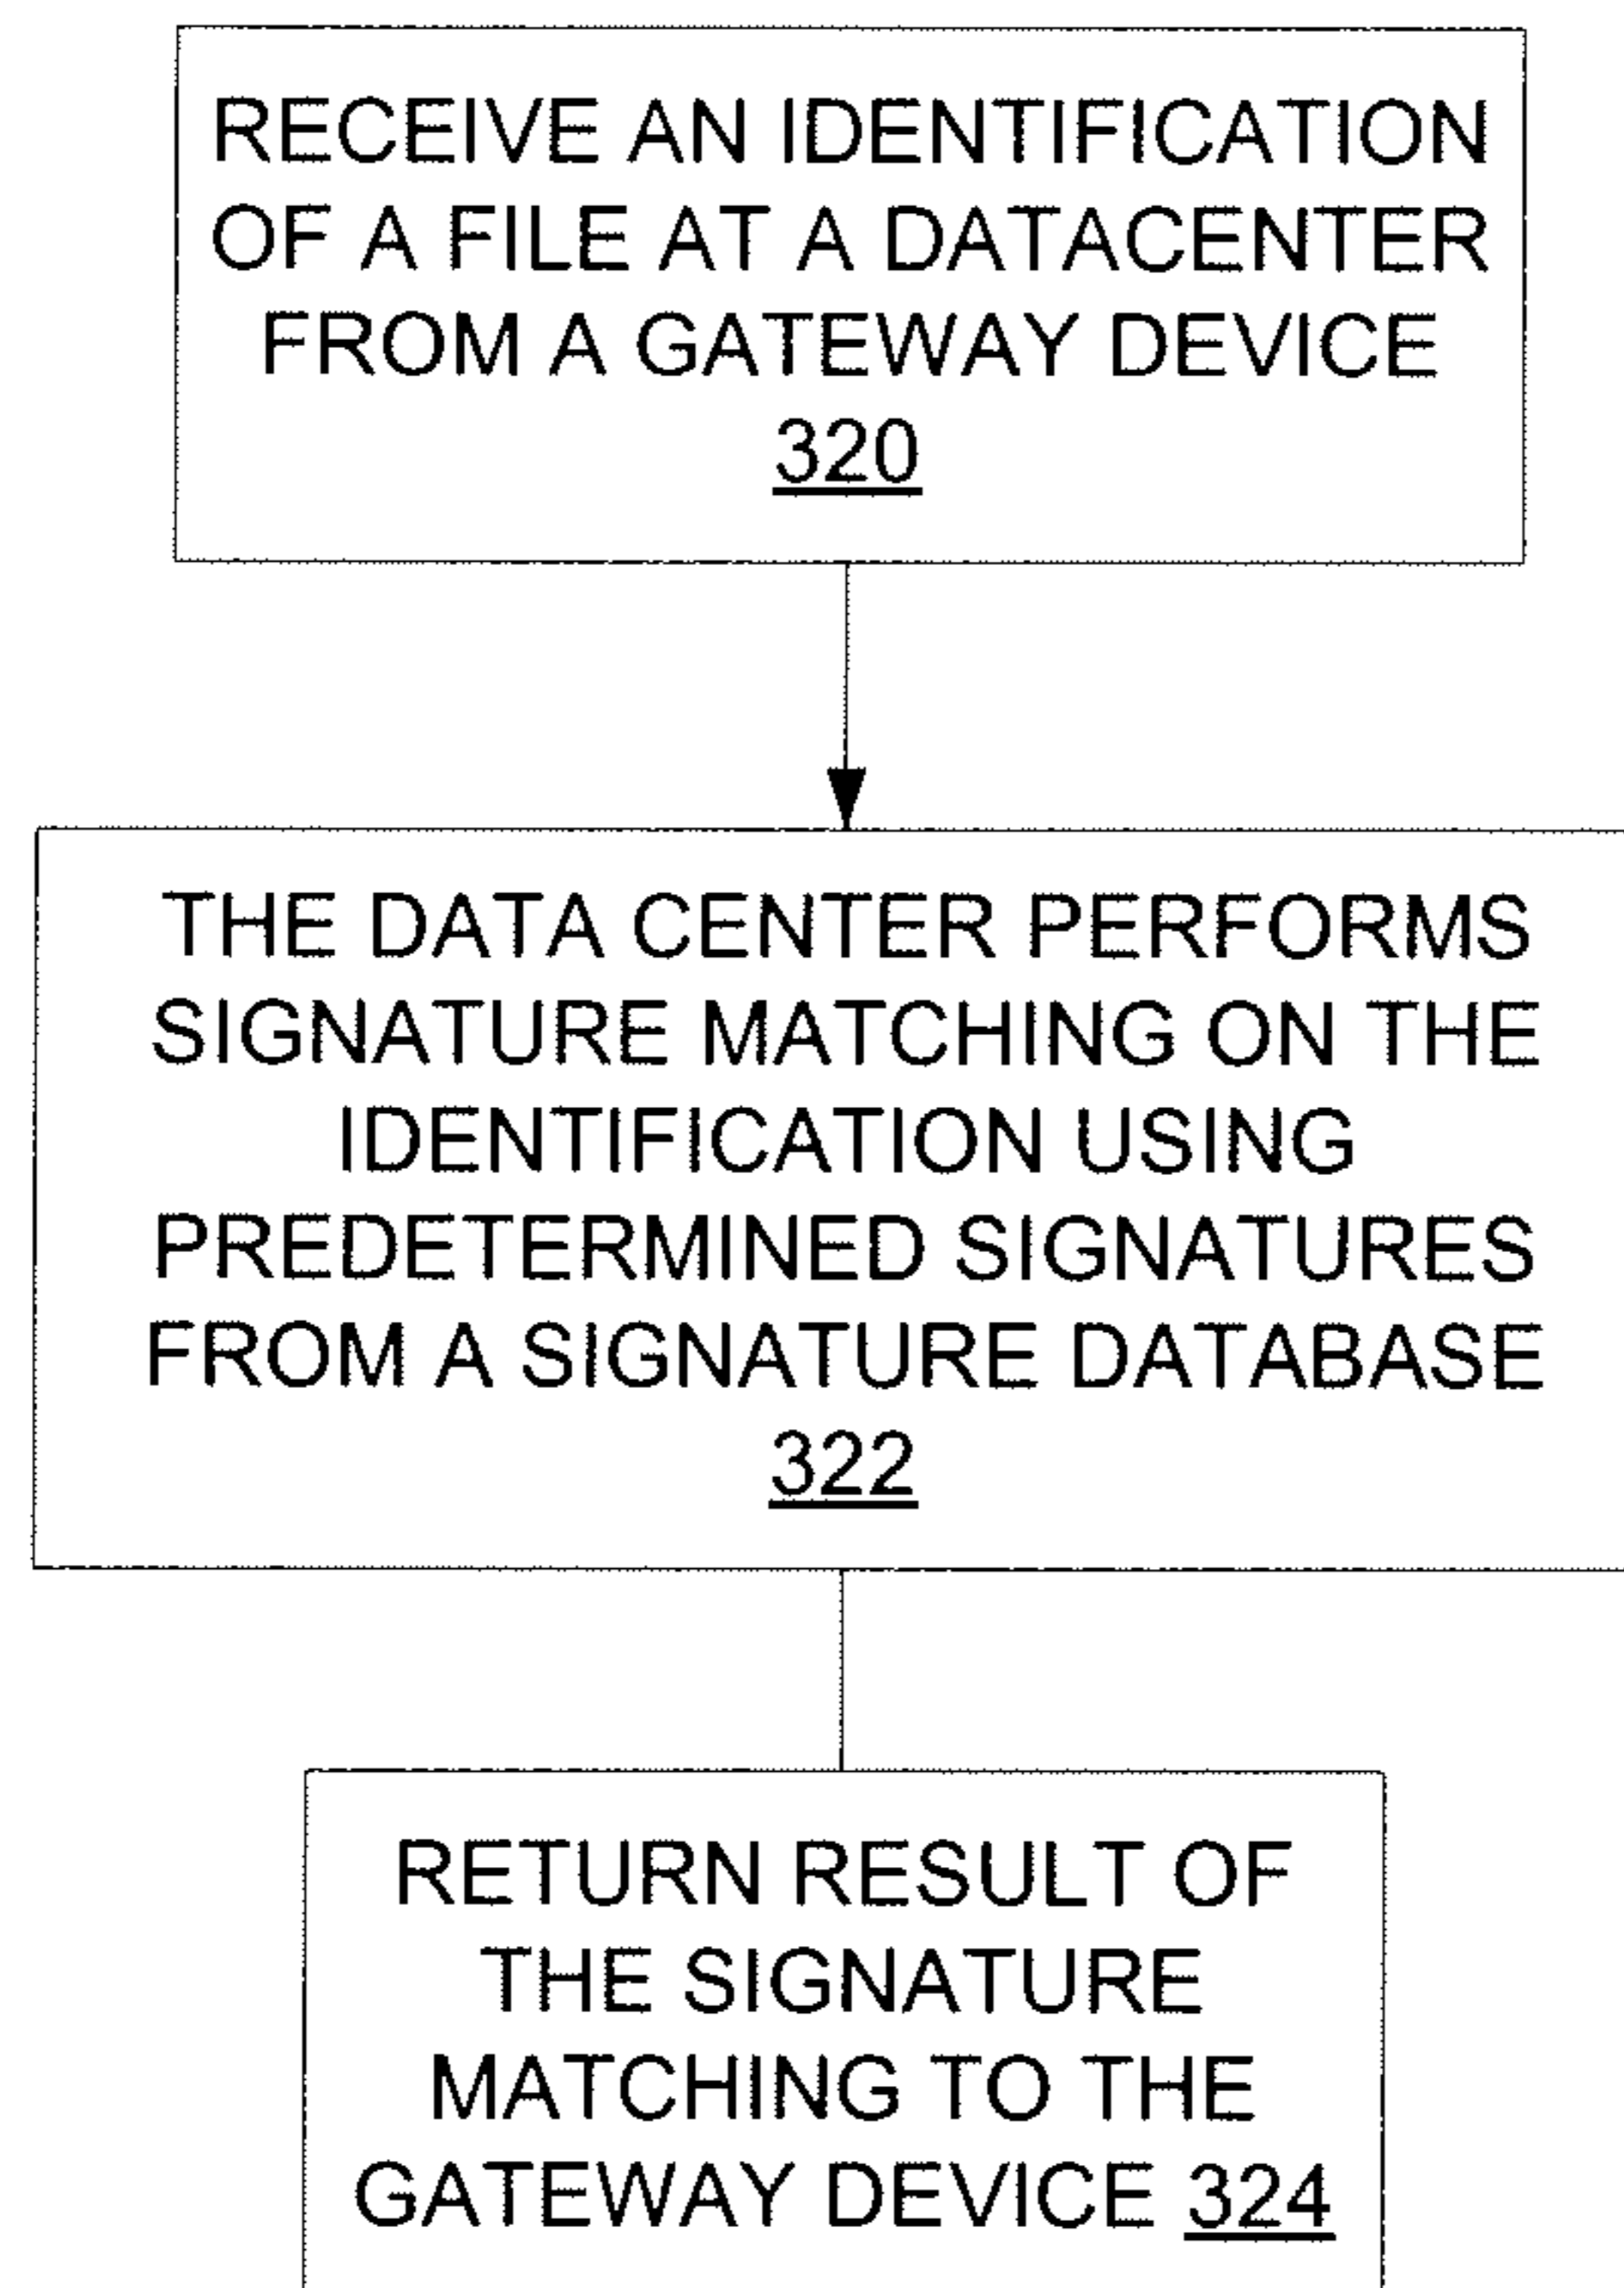 RECEIVE AN IDENTIFICATION
OF A FILE AT A DATACENTER
FROM A GATEWAY DEVICE
320
THE DATA CENTER PERFORMS
SIGNATURE MATCHING ON THE
IDENTIFICATION USING
PREDETERMINED SIGNATURES
FROM A SIGNATURE DATABASE
322
RETURN RESULT OF
THE SIGNATURE
MATCHING TO THE
GATEWAY DEVICE 324